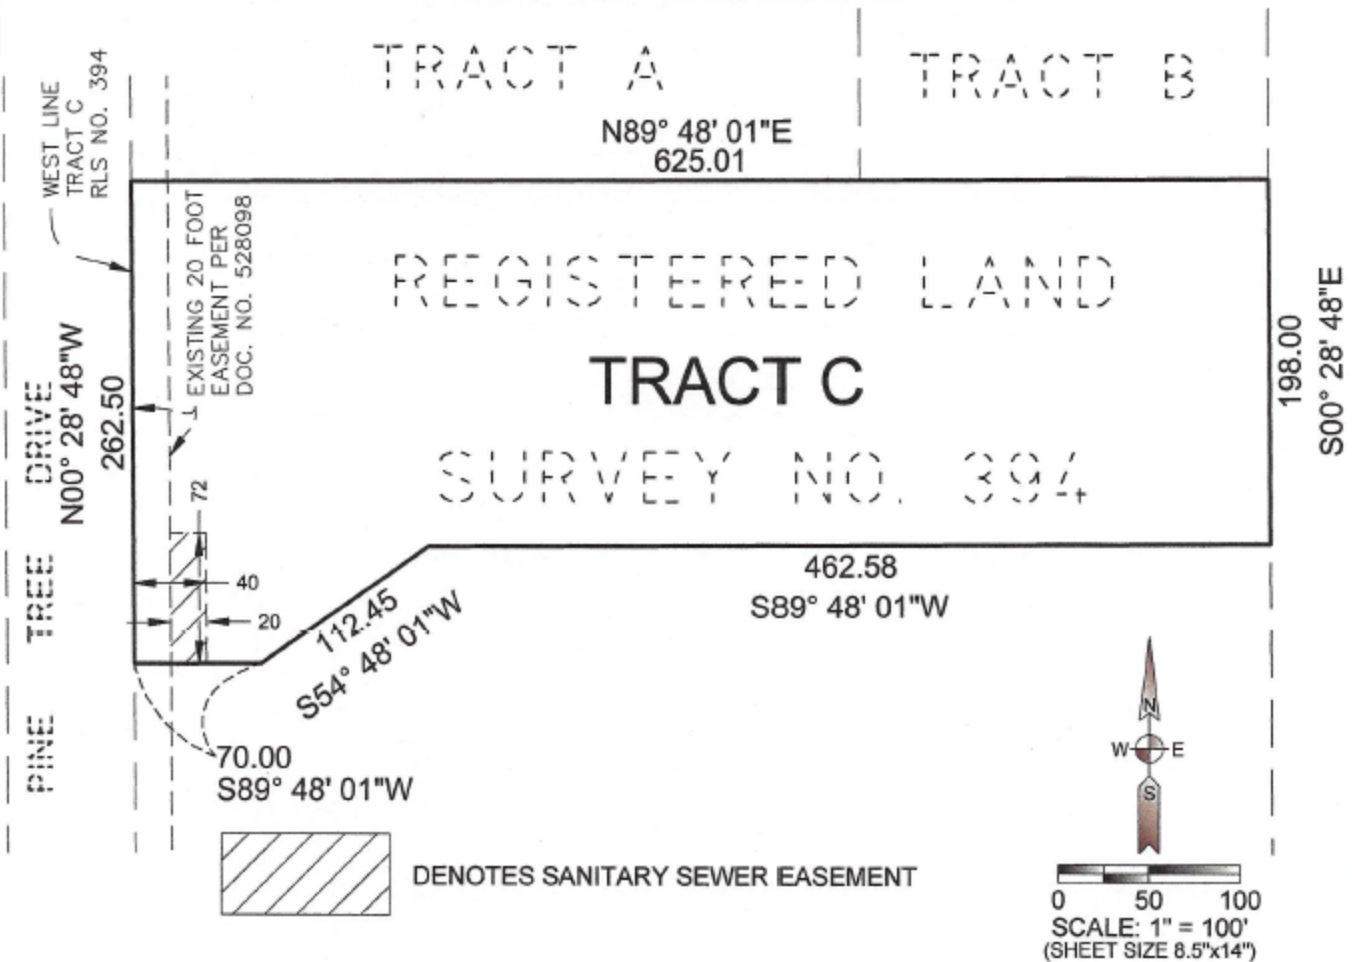 TRACT A
TRACT B
WEST LINE
TRACT C
RLS NO. 394
N89° 48' 01"E
625.01
EXISTING 20 FOOT
EASEMENT PER
DOC. NO. 528098
REGISTERED LAND
TRACT C
SURVEY NO. 394
198.00
S00° 28' 48"E
PINE TREE DRIVE
N00° 28' 48"W
262.50
72
40
20
112.45
S54° 48' 01"W
462.58
S89° 48' 01"W
70.00
S89° 48' 01"W
N
W E
S
DENOTES SANITARY SEWER EASEMENT
0 50 100
SCALE: 1" = 100'
(SHEET SIZE 8.5"x14")